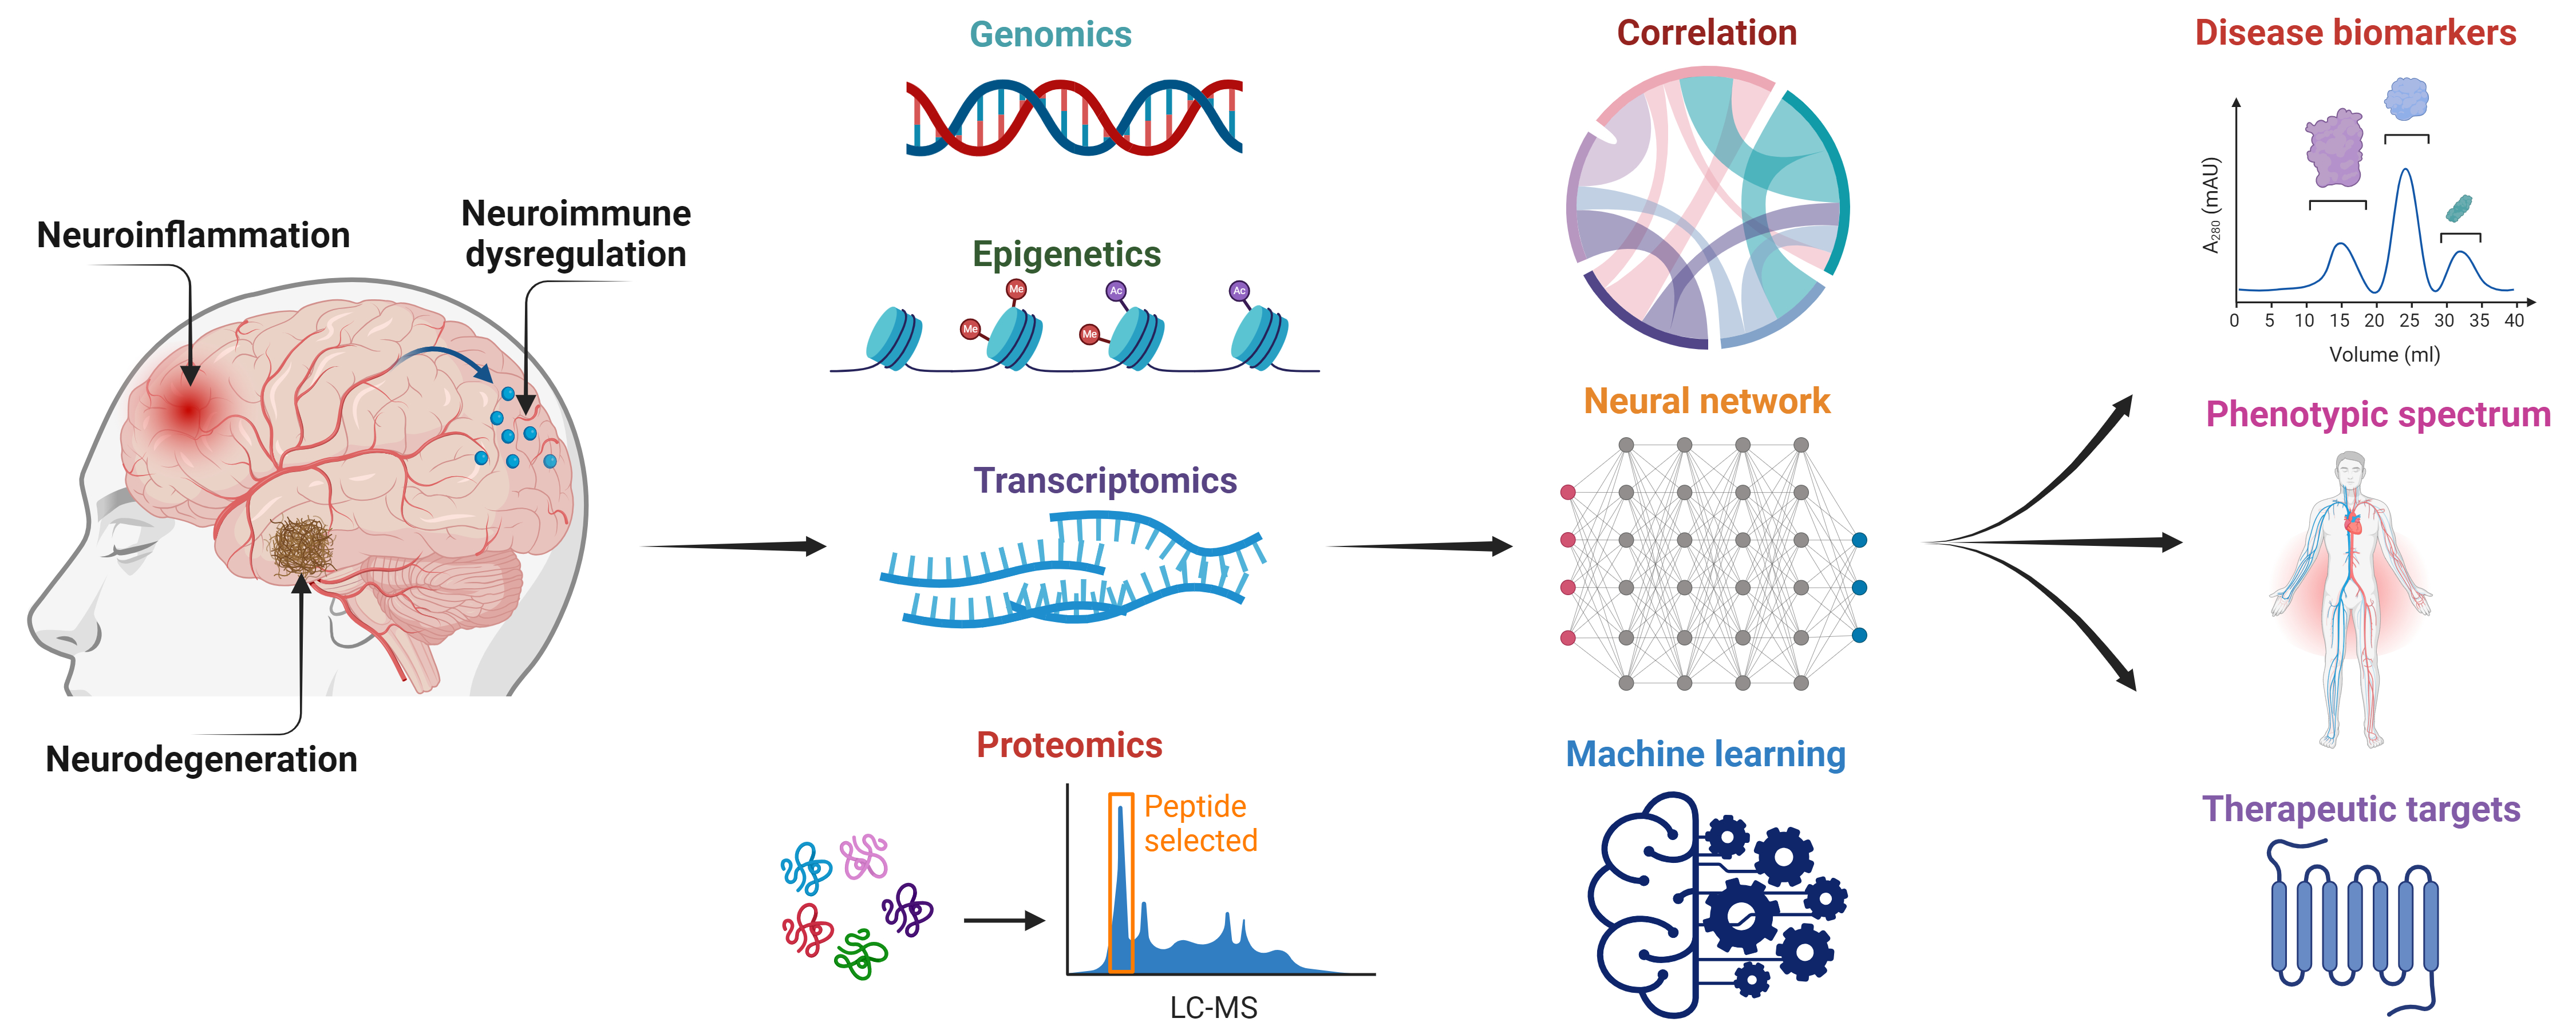 Neuroinflammation
Neuroimmune
dysregulation
Neurodegeneration
Genomics
Epigenetics
Me
Me
Ac
Me
Ac
Transcriptomics
Proteomics
Peptide
selected
LC-MS
Correlation
Neural network
Machine learning
Disease biomarkers
A280 (mAU)
0 5 10 15 20 25 30 35 40
Volume (ml)
Phenotypic spectrum
Therapeutic targets